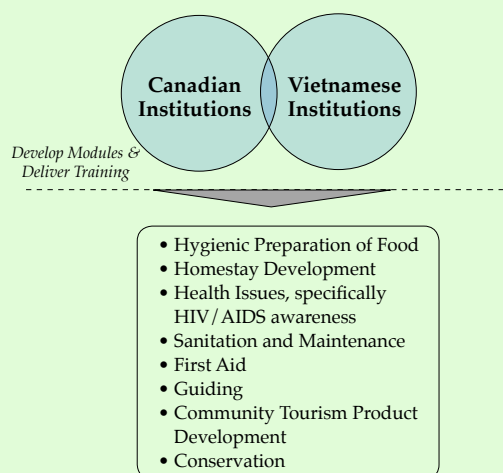 Canadian
Institutions
Vietnamese
Institutions
Develop Modules &
Deliver Training
• Hygienic Preparation of Food
• Homestay Development
• Health Issues, specifically
HIV/AIDS awareness
• Sanitation and Maintenance
• First Aid
• Guiding
• Community Tourism Product
Development
• Conservation